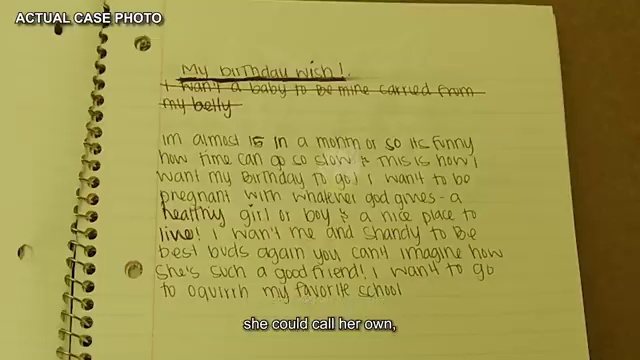 ACTUAL CASE PHOTO
My birthday wish!
I wan't a baby to be mine carried from
my belly
Im almost 15 in a month or so its funny
how time can go so slow & This is how I
want my Birthday To go! I want to be
pregnant with whatever god gives - a
healthy girl or boy & a nice place to
live! I wan't me and Shandy to Be
best buds again you can't imagine how
she's such a good friend! I want to go
to Oquirrh my favorite school
she could call her own,